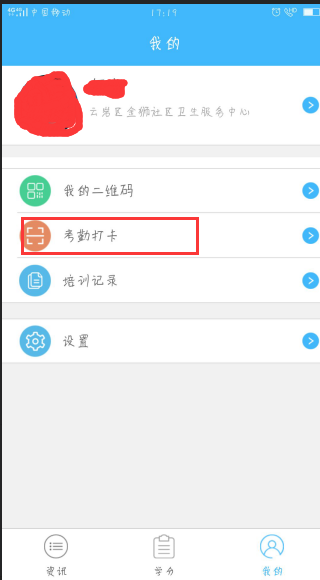 中国移动 17:19
我的
云岩区金狮社区卫生服务中心
我的二维码
考勤打卡
培训记录
设置
资讯 学办 我的